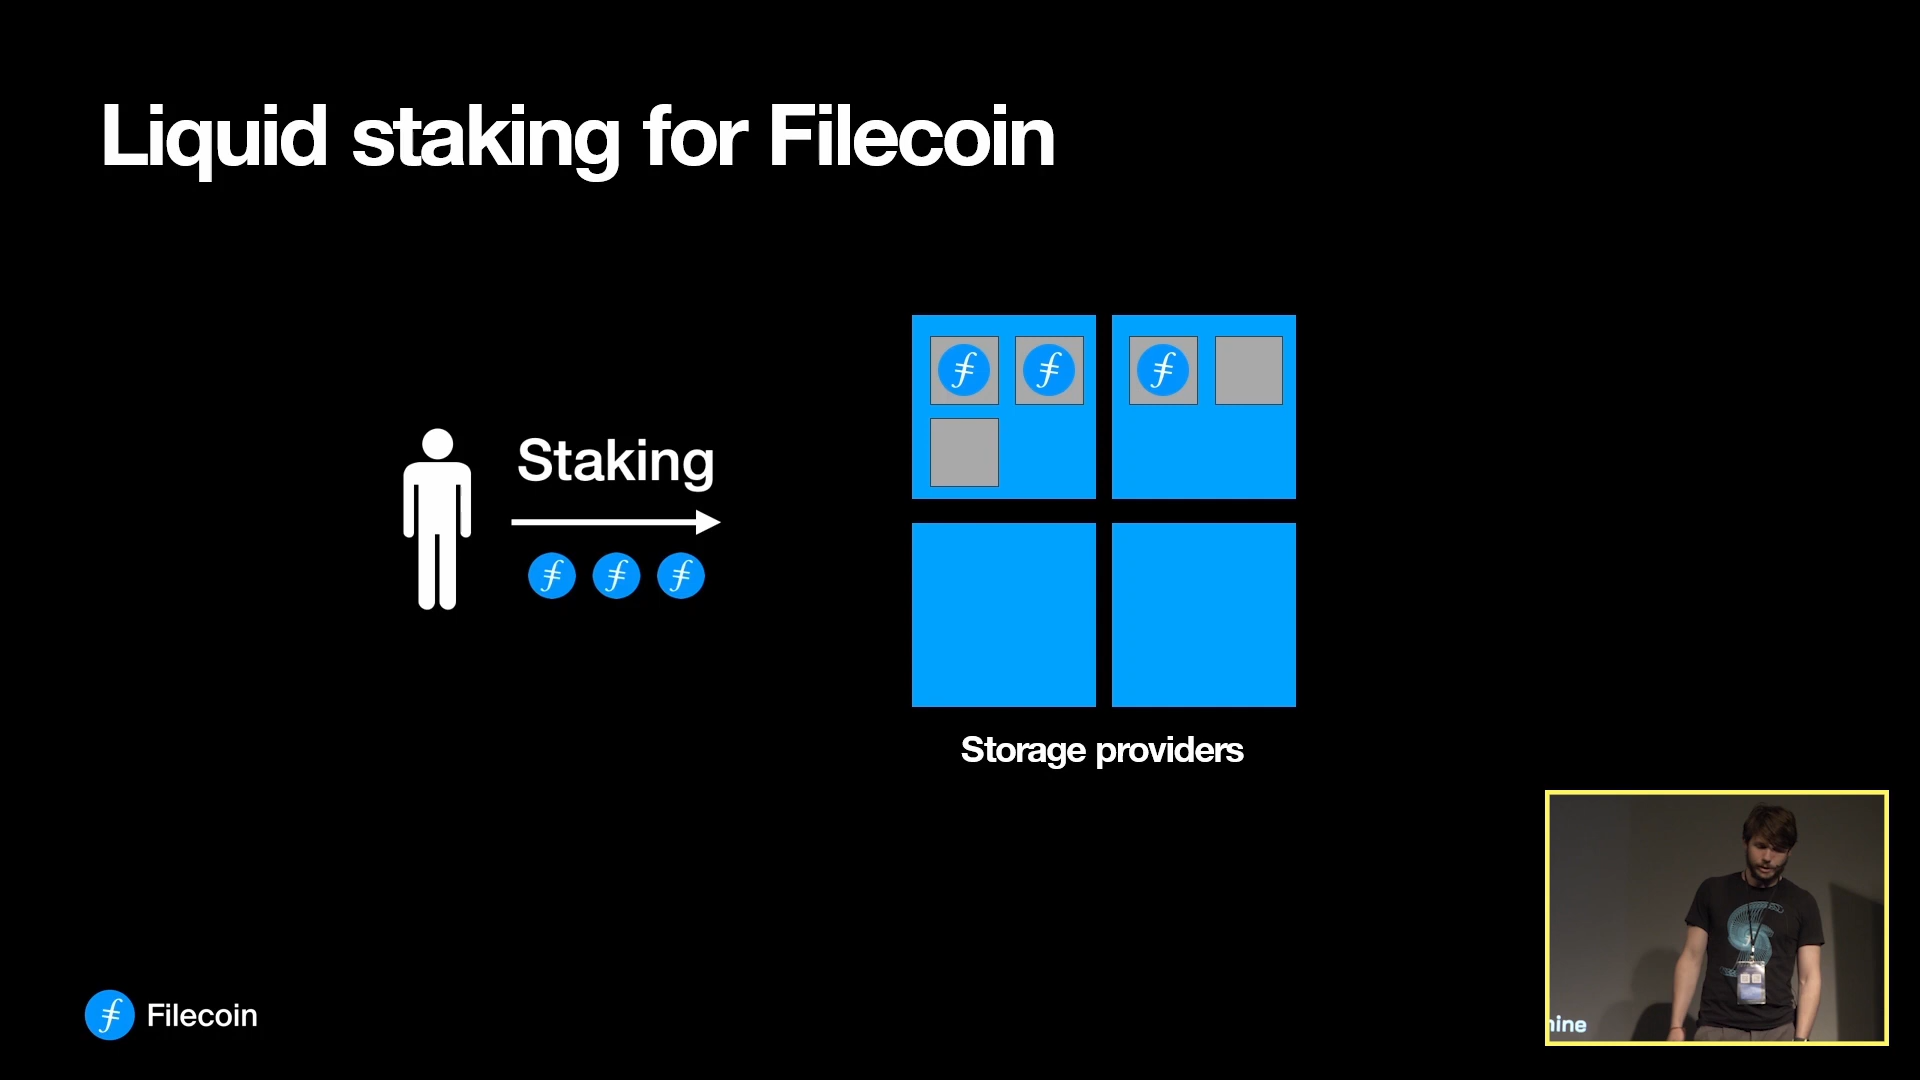 Liquid staking for Filecoin
Staking
Storage providers
Filecoin